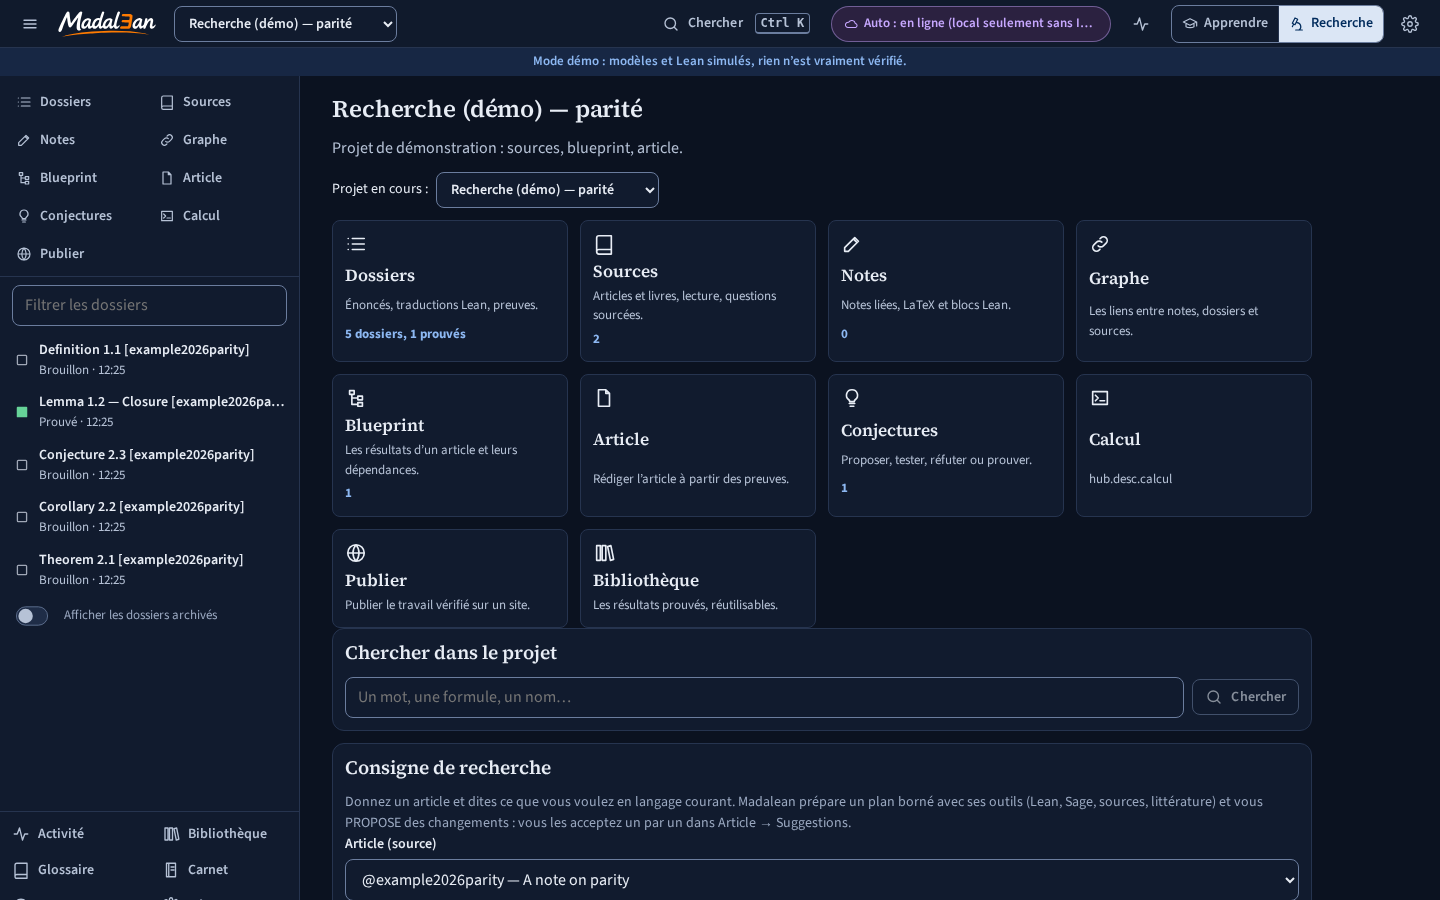 Madal∃an
Recherche (démo) — parité
Chercher
Ctrl K
Auto : en ligne (local seulement sans I…
Apprendre
Recherche
Mode démo : modèles et Lean simulés, rien n’est vraiment vérifié.
Dossiers
Sources
Notes
Graphe
Blueprint
Article
Conjectures
Calcul
Publier
Filtrer les dossiers
Definition 1.1 [example2026parity]
Brouillon · 12:25
Lemma 1.2 — Closure [example2026pa…
Prouvé · 12:25
Conjecture 2.3 [example2026parity]
Brouillon · 12:25
Corollary 2.2 [example2026parity]
Brouillon · 12:25
Theorem 2.1 [example2026parity]
Brouillon · 12:25
Afficher les dossiers archivés
Activité
Bibliothèque
Glossaire
Carnet
Recherche (démo) — parité
Projet de démonstration : sources, blueprint, article.
Projet en cours :
Recherche (démo) — parité
Dossiers
Énoncés, traductions Lean, preuves.
5 dossiers, 1 prouvés
Sources
Articles et livres, lecture, questions
sourcées.
2
Notes
Notes liées, LaTeX et blocs Lean.
0
Graphe
Les liens entre notes, dossiers et
sources.
Blueprint
Les résultats d’un article et leurs
dépendances.
1
Article
Rédiger l’article à partir des preuves.
Conjectures
Proposer, tester, réfuter ou prouver.
1
Calcul
hub.desc.calcul
Publier
Publier le travail vérifié sur un site.
Bibliothèque
Les résultats prouvés, réutilisables.
Chercher dans le projet
Un mot, une formule, un nom…
Chercher
Consigne de recherche
Donnez un article et dites ce que vous voulez en langage courant. Madalean prépare un plan borné avec ses outils (Lean, Sage, sources, littérature) et vous
PROPOSE des changements : vous les acceptez un par un dans Article → Suggestions.
Article (source)
@example2026parity — A note on parity